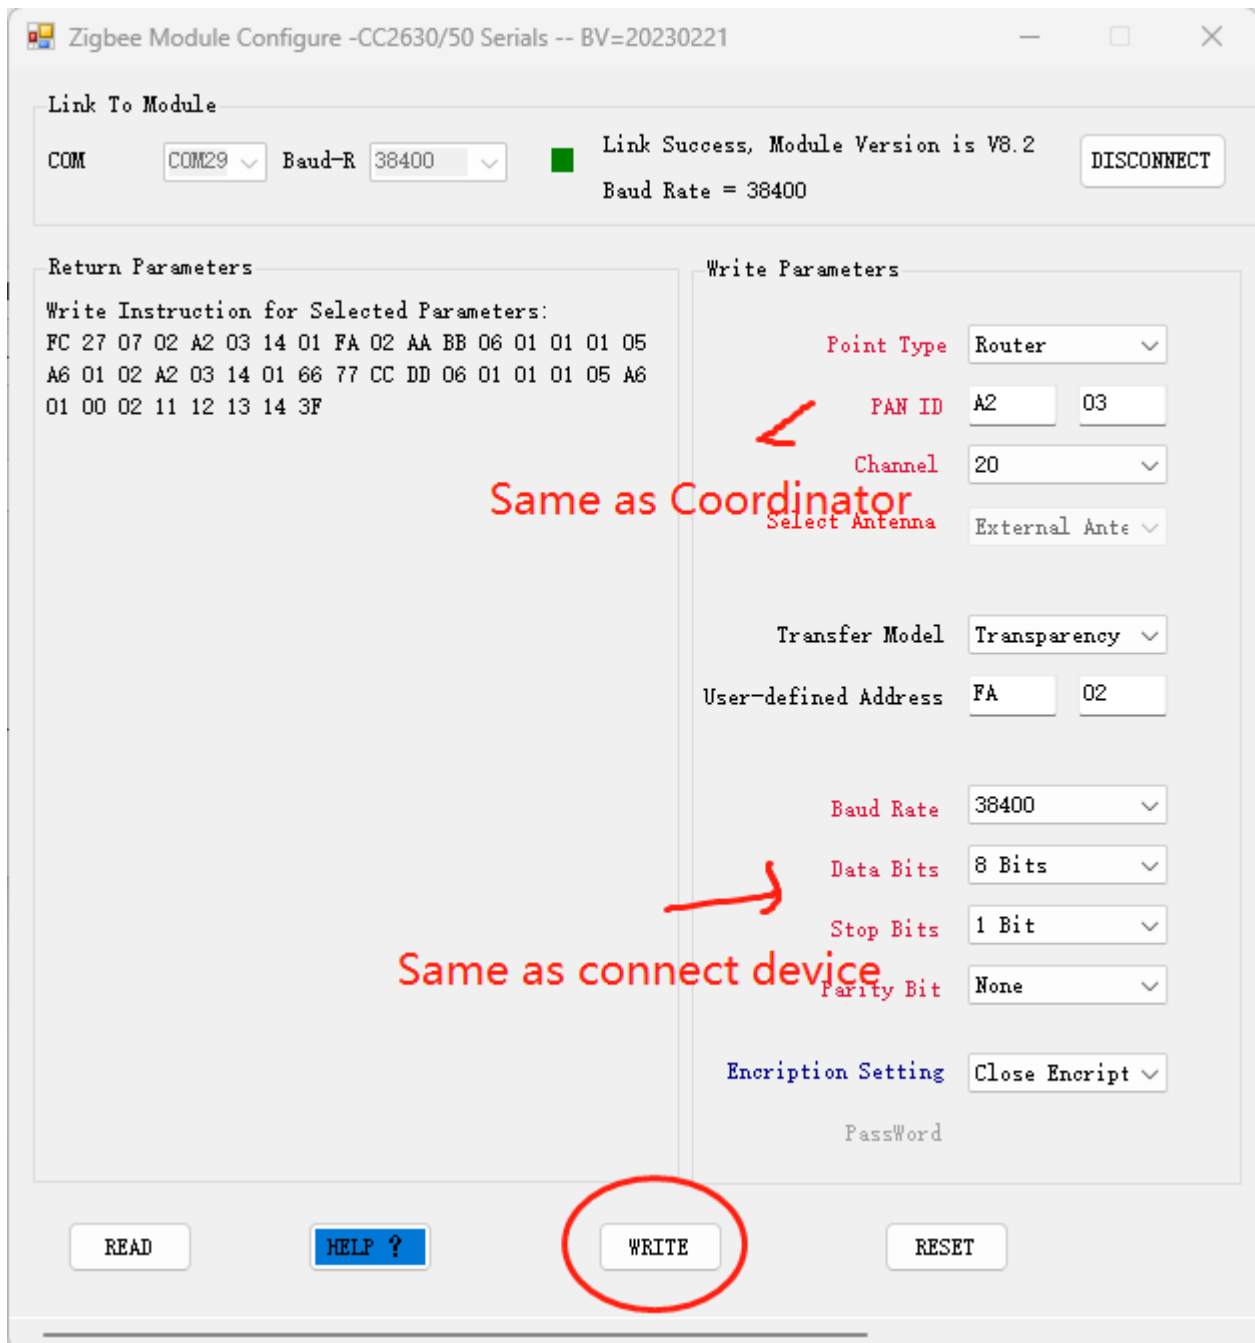 Zigbee Module Configure -CC2630/50 Serials -- BV=20230221
Link To Module
COM COM29 Baud-R 38400
Link Success, Module Version is V8.2
Baud Rate = 38400
DISCONNECT
Return Parameters
Write Instruction for Selected Parameters:
FC 27 07 02 A2 03 14 01 FA 02 AA BB 06 01 01 01 05
A6 01 02 A2 03 14 01 66 77 CC DD 06 01 01 01 05 A6
01 00 02 11 12 13 14 3F
Write Parameters
Point Type Router
PAN ID A2 03
Channel 20
Same as Coordinator
Select Antenna External Ante
Transfer Model Transparency
User-defined Address FA 02
Baud Rate 38400
Data Bits 8 Bits
Stop Bits 1 Bit
Same as connect device
Parity Bit None
Encription Setting Close Encript
PassWord
READ HELP ? WRITE RESET